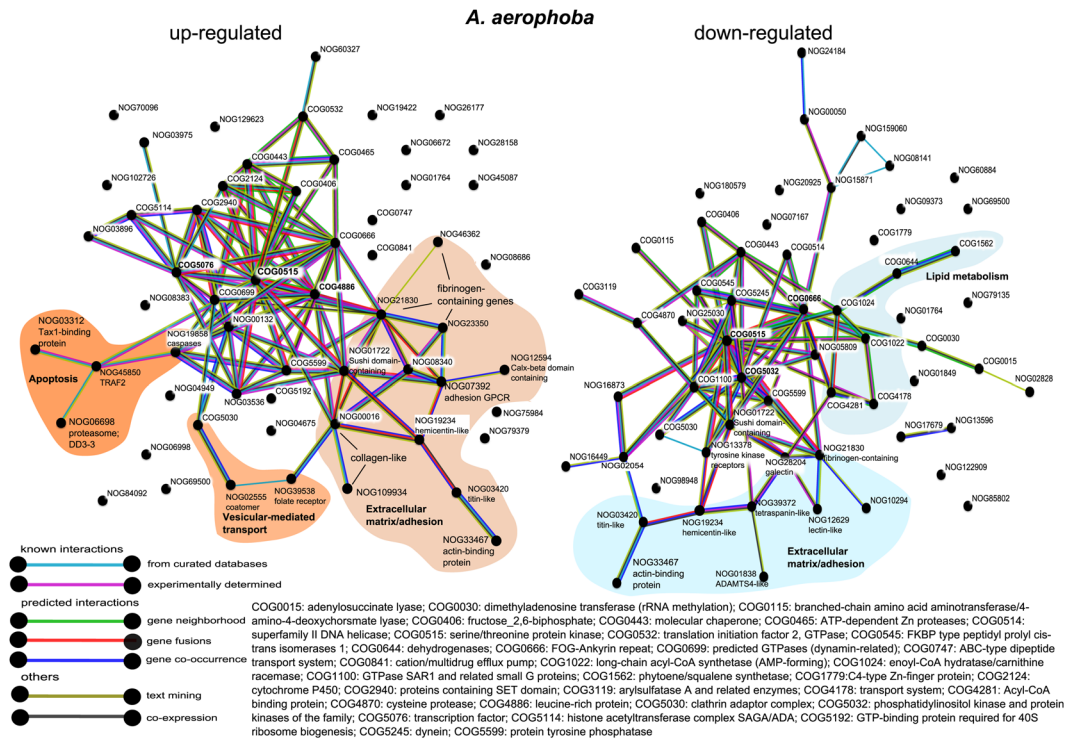 A. aerophoba
up-regulated
down-regulated
NOG60327
NOG24184
NOG70096
COG0532
NOG19422
NOG26177
NOG129623
NOG03975
NOG00050
NOG159060
COG0443
COG0465
NOG06672
NOG28158
NOG08141
NOG102726
COG2124
COG0406
NOG01764
NOG45087
NOG15871
NOG60884
NOG180579
NOG20925
COG5114
COG2940
COG0747
NOG09373
NOG69500
NOG03896
COG0666
COG0841
NOG46362
COG0406
NOG07167
COG1779
COG0115
COG0443
COG0514
COG1562
COG5076
COG0515
COG4886
NOG08686
COG0644
Lipid metabolism
fibrinogen-
containing genes
COG0699
NOG21830
COG3119
COG0545
COG5245
COG0666
COG1024
NOG79135
NOG08383
NOG00132
NOG23350
COG4870
NOG25030
NOG01764
NOG03312
Tax1-binding
protein
NOG19858
caspases
COG0515
NOG05809
COG1022
COG0030
COG5599
NOG01722
Sushi domain-
containing
NOG08340
NOG12594
Calx-beta domain
containing
COG0015
Apoptosis
NOG45850
TRAF2
COG1100
COG5032
NOG01849
NOG02828
NOG04949
NOG03536
COG5192
NOG07392
adhesion GPCR
NOG16873
COG5599
COG4281
COG4178
NOG06698
proteasome;
DD3-3
COG5030
NOG04675
NOG00016
NOG19234
hemicentin-like
NOG75984
NOG79379
COG5030
NOG01722
Sushi domain-
containing
NOG17679
NOG13596
NOG06998
collagen-like
NOG16449
NOG02054
NOG13378
tyrosine kinase
receptors
NOG28204
galectin
NOG21830
fibrinogen-containing
NOG122909
NOG84092
NOG69500
NOG02555
coatomer
NOG39538
folate receptor
NOG109934
NOG03420
titin-like
NOG98948
NOG85802
Vesicular-mediated
transport
Extracellular
matrix/adhesion
NOG03420
titin-like
NOG19234
hemicentin-like
NOG39372
tetraspanin-like
NOG12629
lectin-like
NOG10294
NOG33467
actin-binding
protein
NOG33467
actin-binding
protein
NOG01838
ADAMTS4-like
Extracellular
matrix/adhesion
known interactions
from curated databases
experimentally determined
predicted interactions
gene neighborhood
gene fusions
gene co-occurrence
others
text mining
co-expression
COG0015: adenylosuccinate lyase; COG0030: dimethyladenosine transferase (rRNA methylation); COG0115: branched-chain amino acid aminotransferase/4-
amino-4-deoxychorsmate lyase; COG0406: fructose_2,6-biphosphate; COG0443: molecular chaperone; COG0465: ATP-dependent Zn proteases; COG0514 :
superfamily II DNA helicase; COG0515: serine/threonine protein kinase; COG0532: translation initiation factor 2, GTPase; COG0545: FKBP type peptidyl prolyl cis-
trans isomerases 1; COG0644: dehydrogenases; COG0666: FOG-Ankyrin repeat; COG0699: predicted GTPases (dynamin-related); COG0747: ABC-type dipeptide
transport system; COG0841: cation/multidrug efflux pump; COG1022: long-chain acyl-CoA synthetase (AMP-forming); COG1024: enoyl-CoA hydratase/carnithine
racemase; COG1100: GTPase SAR1 and related small G proteins; COG1562: phytoene/squalene synthetase; COG1779:C4-type Zn-finger protein; COG2124:
cytochrome P450; COG2940: proteins containing SET domain; COG3119: arylsulfatase A and related enzymes; COG4178: transport system; COG4281: Acyl-CoA
binding protein; COG4870: cysteine protease; COG4886: leucine-rich protein; COG5030: clathrin adaptor complex; COG5032: phosphatidylinositol kinase and protein
kinases of the family; COG5076: transcription factor; COG5114: histone acetyltransferase complex SAGA/ADA; COG5192: GTP-binding protein required for 40S
ribosome biogenesis; COG5245: dynein; COG5599: protein tyrosine phosphatase